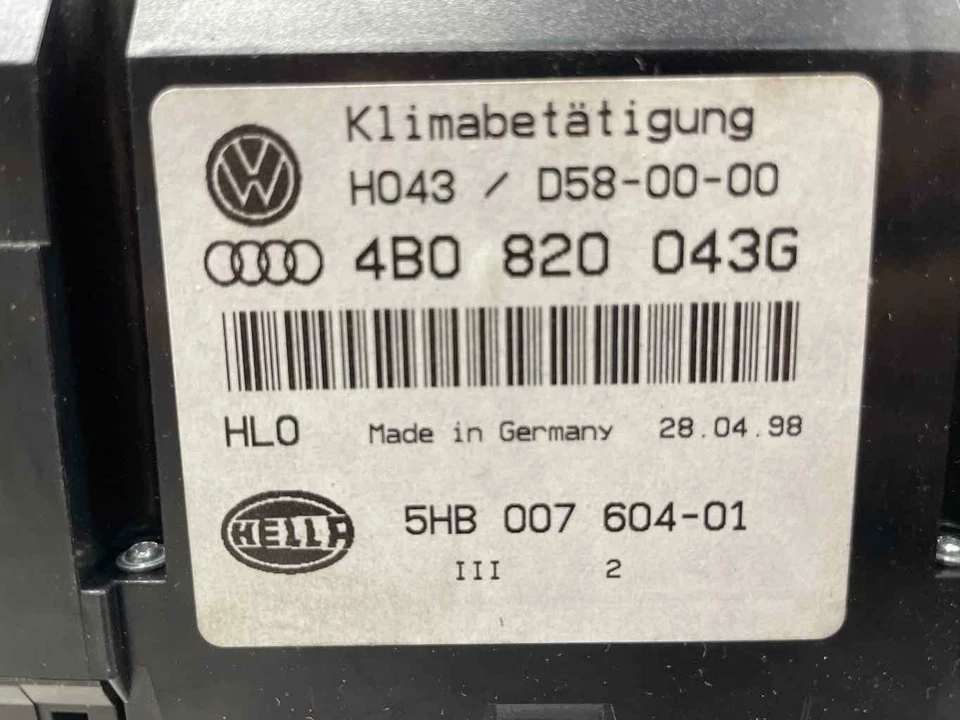 Klimabetätigung
H043 / D58-00-00
4B0 820 043G
HL0 Made in Germany 28.04.98
HELLA 5HB 007 604-01
III 2